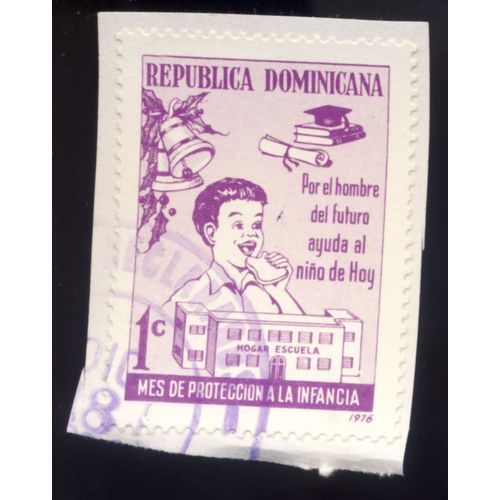 REPUBLICA DOMINICANA
Por el hombre
del futuro
ayuda al
niño de Hoy
1c
HOGAR ESCUELA
MES DE PROTECCION A LA INFANCIA
1976